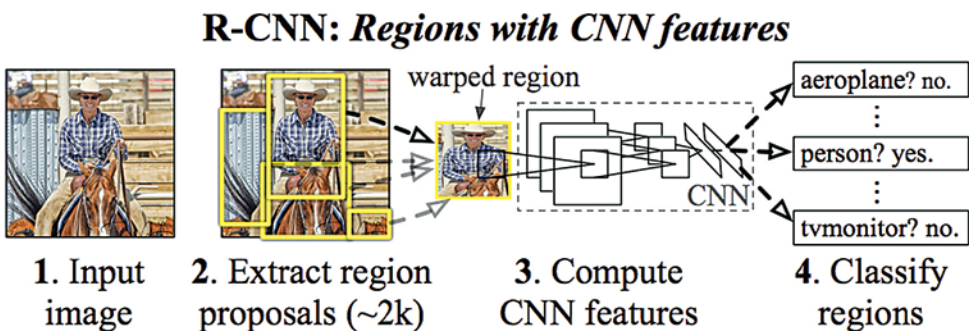 R-CNN: Regions with CNN features
warped region
aeroplane? no.
⋮
person? yes.
⋮
tvmonitor? no.
CNN
1. Input
image
2. Extract region
proposals (~2k)
3. Compute
CNN features
4. Classify
regions